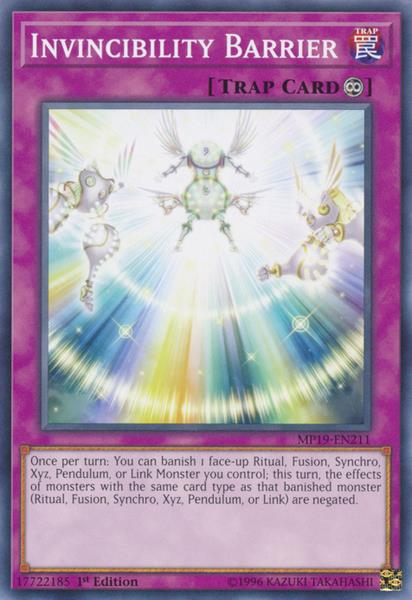 INVINCIBILITY BARRIER
TRAP
罠
[TRAP CARD]
MP19-EN211
Once per turn: You can banish 1 face-up Ritual, Fusion, Synchro,
Xyz, Pendulum, or Link Monster you control; this turn, the effects
of monsters with the same card type as that banished monster
(Ritual, Fusion, Synchro, Xyz, Pendulum, or Link) are negated.
17722185 1st Edition ©1996 KAZUKI TAKAHASHI